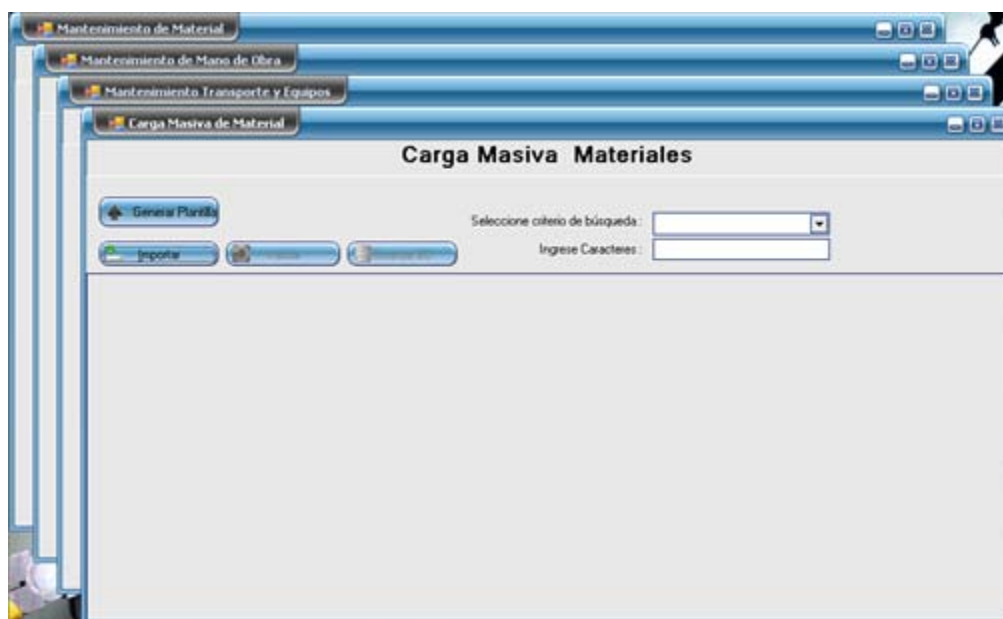 Mantenimiento de Material
Mantenimiento de Mano de Obra
Mantenimiento Transporte y Equipos
Carga Masiva de Material
Carga Masiva Materiales
Generar Plantilla
Seleccione criterio de búsqueda :
Importar
Ingrese Caracteres :